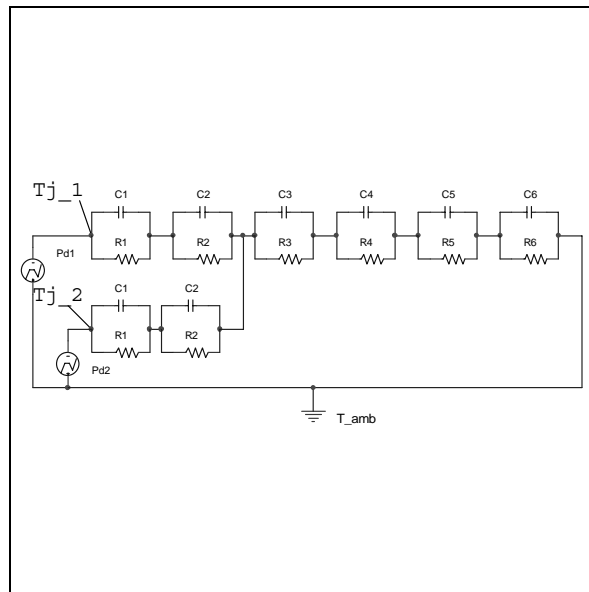 C1 C2 C3 C4 C5 C6
Tj_1
R1 R2 R3 R4 R5 R6
Pd1
Tj_2
C1 C2
R1 R2
Pd2
T_amb